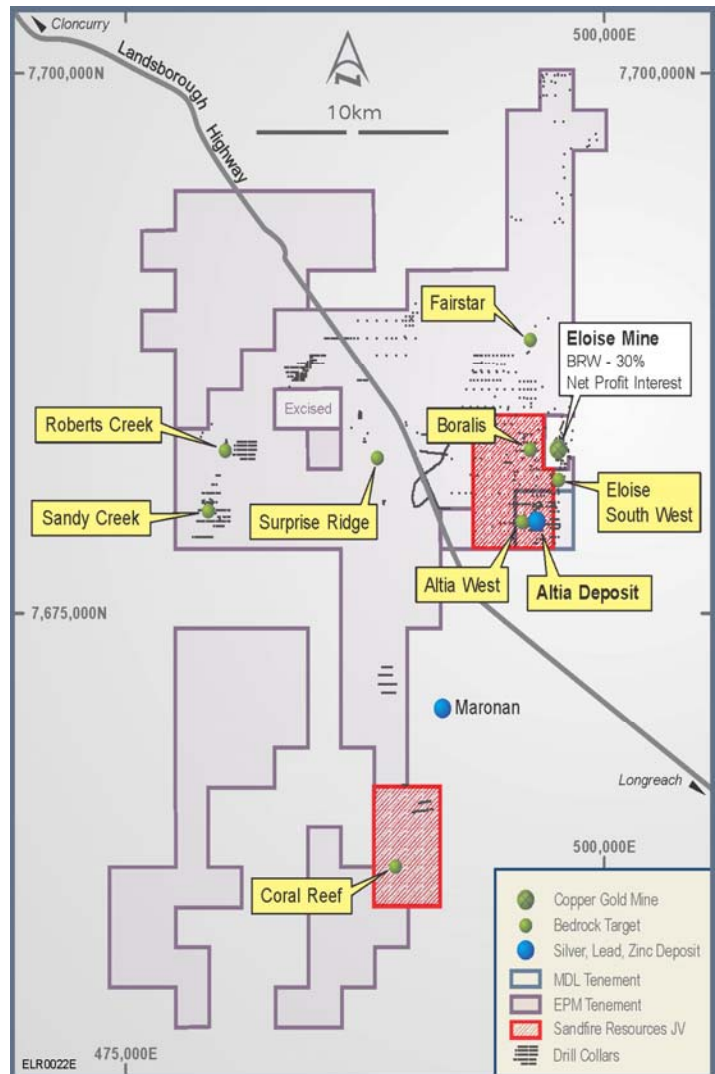 Cloncurry
500,000E
7,700,000N
7,700,000N
Landsborough
Highway
10km
Fairstar
Eloise Mine
BRW - 30%
Net Profit Interest
Excised
Roberts Creek
Boralis
Surprise Ridge
Eloise
South West
Sandy Creek
Altia West
Altia Deposit
7,675,000N
Maronan
Longreach
500,000E
Coral Reef
Copper Gold Mine
Bedrock Target
Silver, Lead, Zinc Deposit
MDL Tenement
EPM Tenement
Sandfire Resources JV
Drill Collars
475,000E
ELR0022E